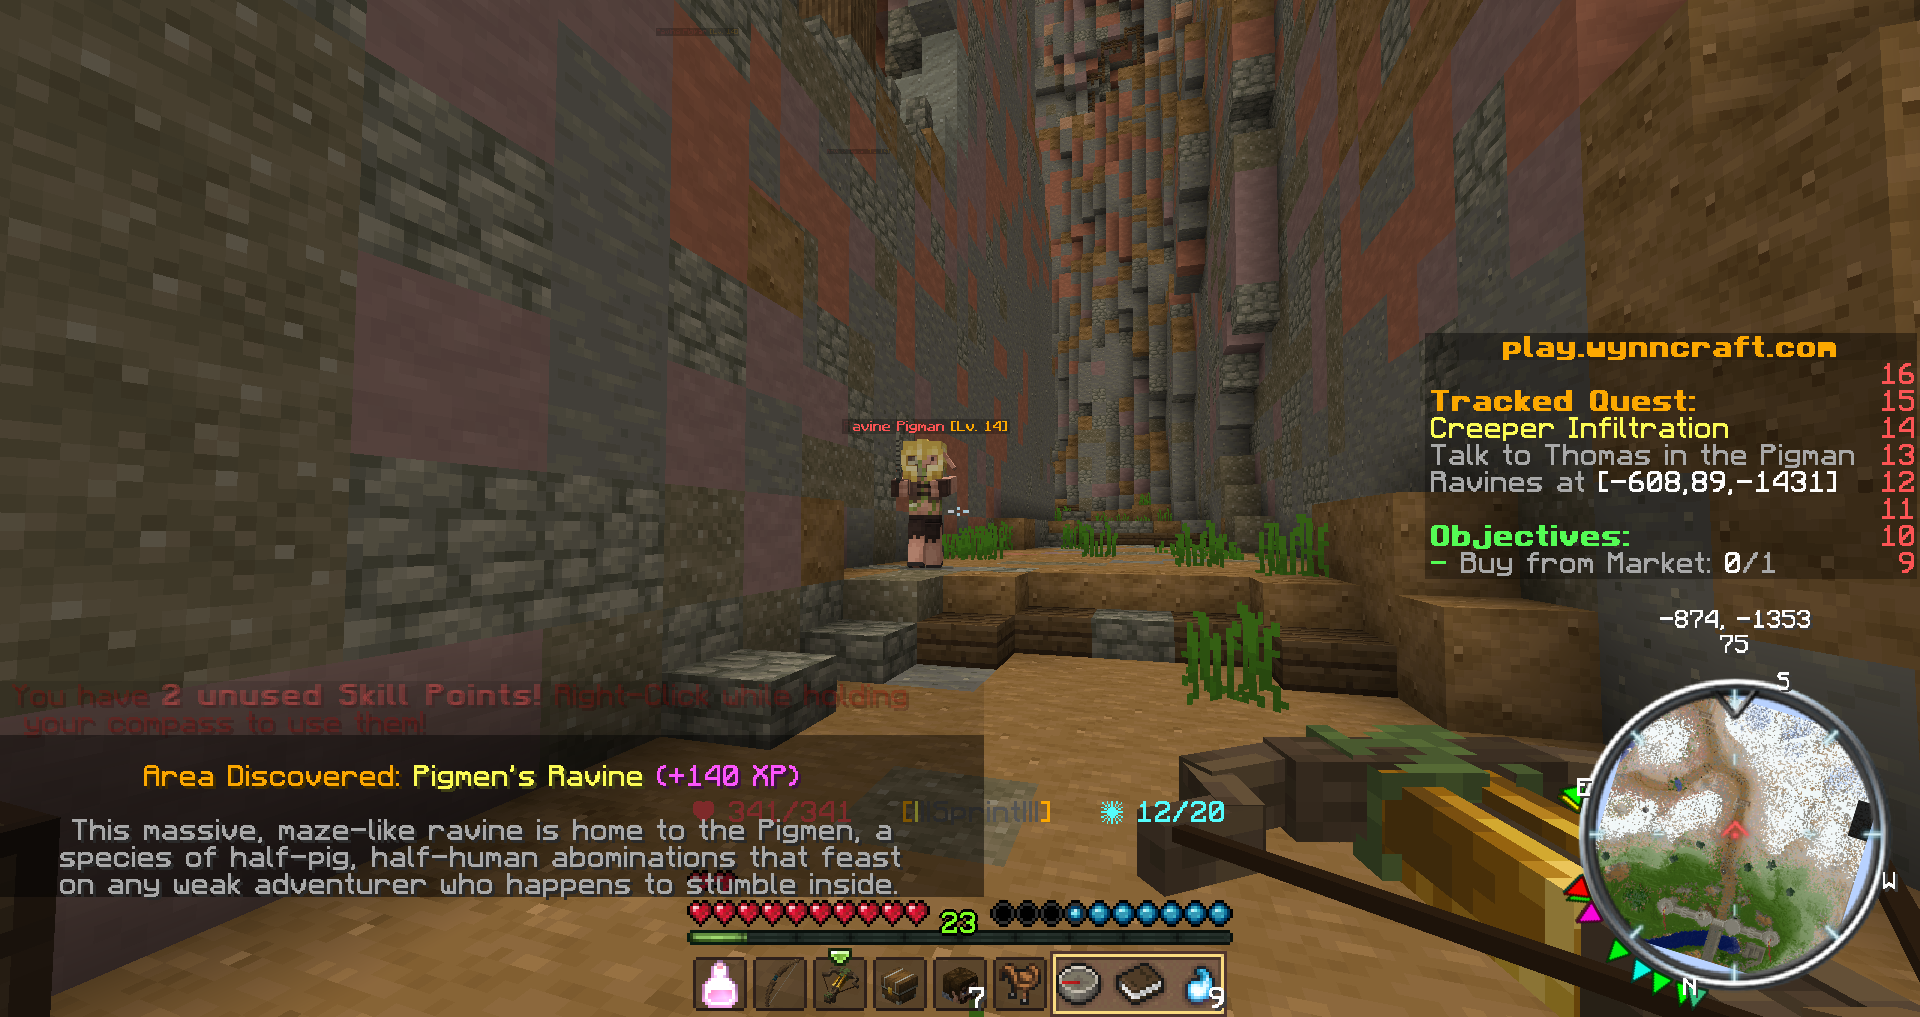 avine Pigman [Lv. 14]
play.wynncraft.com
16
Tracked Quest: 15
Creeper Infiltration 14
Talk to Thomas in the Pigman 13
Ravines at [-608,89,-1431] 12
11
Objectives: 10
- Buy from Market: 0/1 9
-874, -1353
75
You have 2 unused Skill Points! Right-Click while holding
your compass to use them!
Area Discovered: Pigmen's Ravine (+140 XP)
341/341 [||Sprint|||] 12/20
This massive, maze-like ravine is home to the Pigmen, a
species of half-pig, half-human abominations that feast
on any weak adventurer who happens to stumble inside.
23
7
9
S
E
W
N